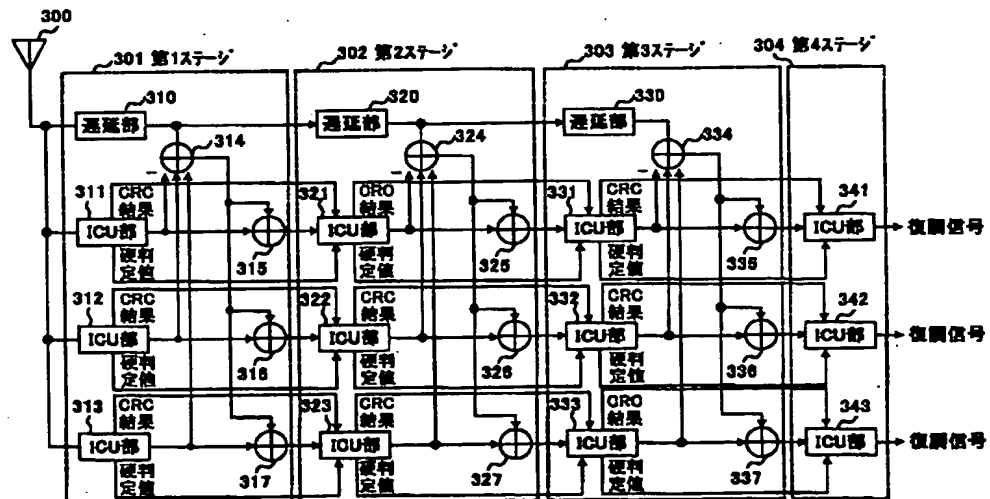 300
301 第1ステージ
302 第2ステージ
303 第3ステージ
304 第4ステージ
310
遅延部
320
遅延部
330
遅延部
314
324
334
-
-
-
311
CRC
結果
ICU部
硬判
定値
315
321
CRO
結果
ICU部
硬判
定値
325
331
CRC
結果
ICU部
硬判
定値
335
341
ICU部
復調信号
312
CRC
結果
ICU部
硬判
定値
316
322
CRC
結果
ICU部
硬判
定値
326
332
CRC
結果
ICU部
硬判
定値
336
342
ICU部
復調信号
313
CRC
結果
ICU部
硬判
定値
317
323
CRC
結果
ICU部
硬判
定値
327
333
CRO
結果
ICU部
硬判
定値
337
343
ICU部
復調信号